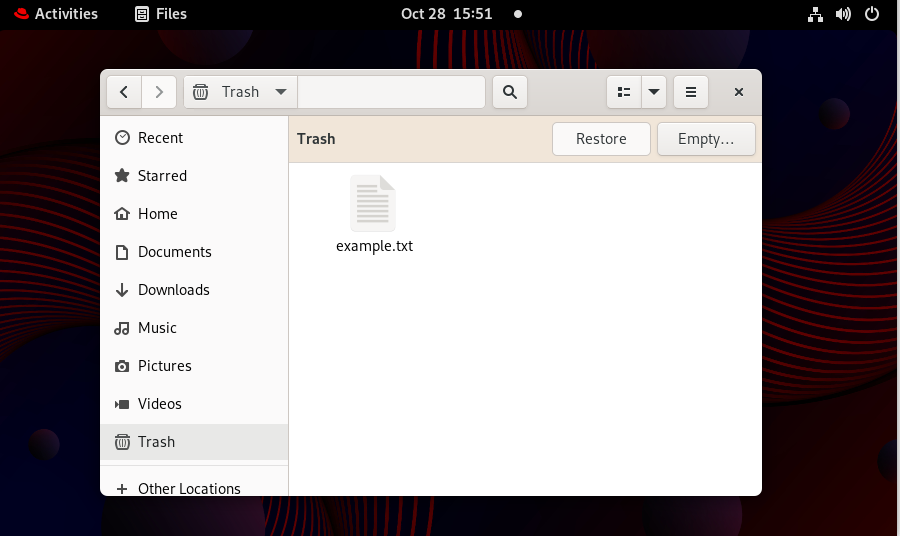 Activities Files Oct 28 15:51
Trash
Recent
Starred
Home
Documents
Downloads
Music
Pictures
Videos
Trash
Other Locations
Trash Restore Empty…
example.txt